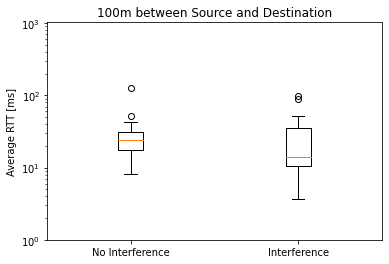 100m between Source and Destination
Average RTT [ms]
10³
10²
10¹
10⁰
No Interference
Interference